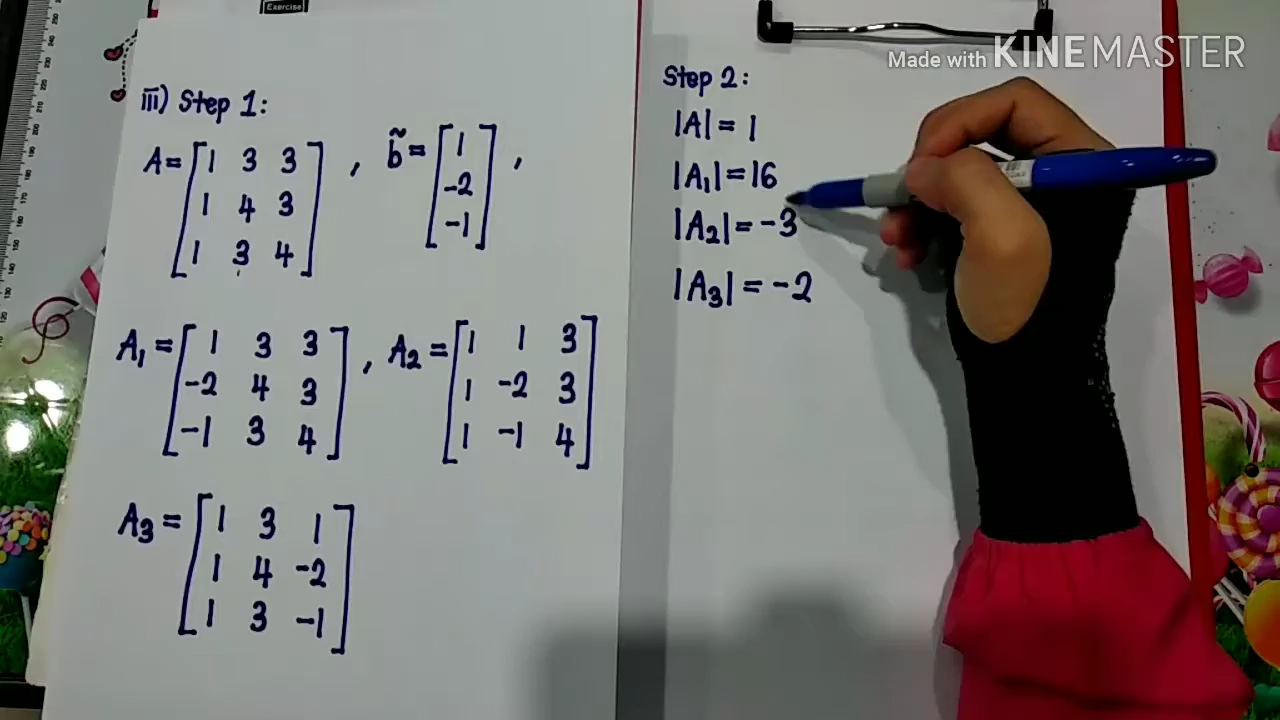 Exercise
Made with KINEMASTER
iii) Step 1:
A = [1 3 3
1 4 3
1 3 4] , b̃ = [1
-2
-1] ,
A₁ = [1 3 3
-2 4 3
-1 3 4] , A₂ = [1 1 3
1 -2 3
1 -1 4]
A₃ = [1 3 1
1 4 -2
1 3 -1]
Step 2:
|A| = 1
|A₁| = 16
|A₂| = -3
|A₃| = -2